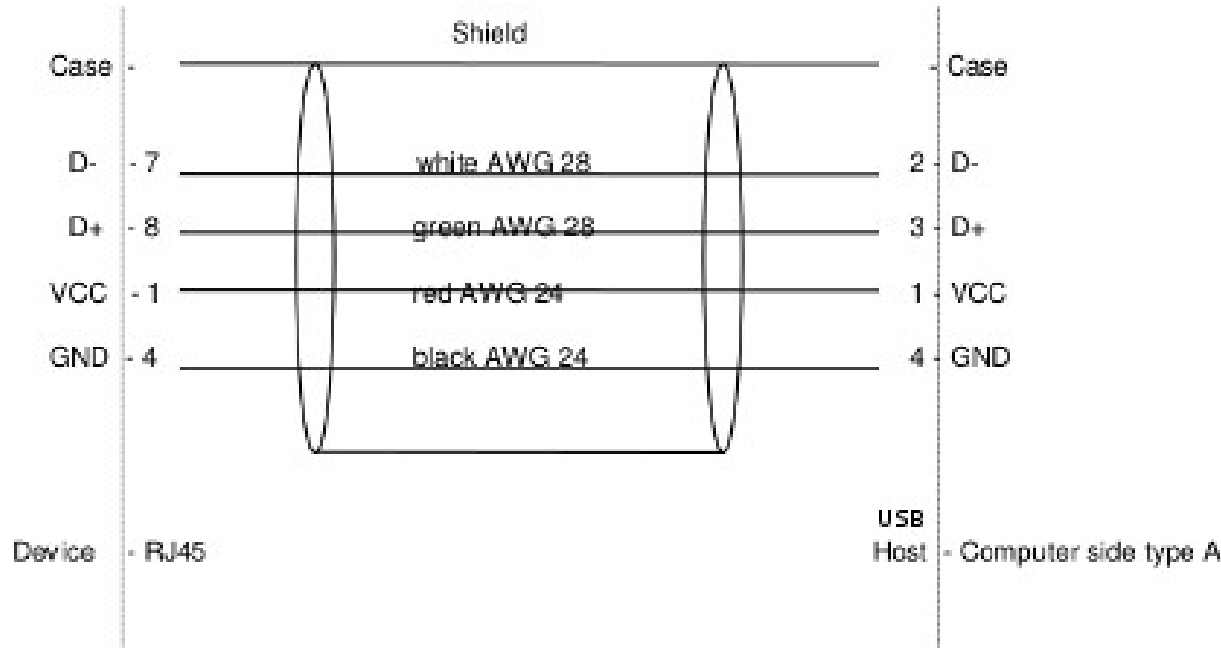 Shield
Case - - Case
D- - 7 white AWG 28 2 - D-
D+ - 8 green AWG 28 3 - D+
VCC - 1 red AWG 24 1 - VCC
GND - 4 black AWG 24 4 - GND
USB
Device - RJ45 Host - Computer side type A